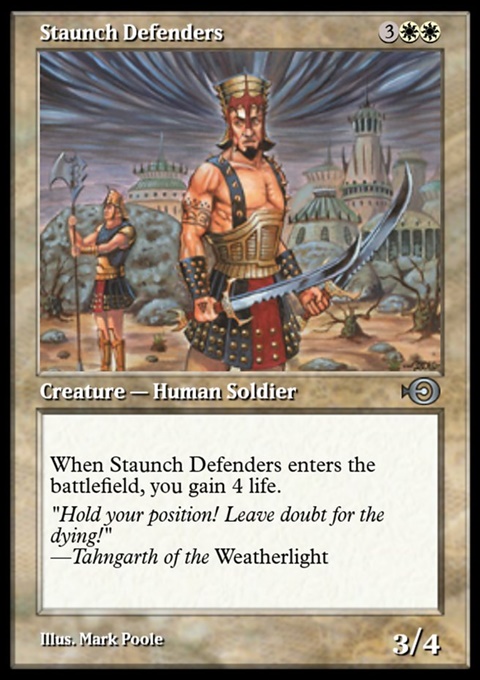 Staunch Defenders 3
Creature — Human Soldier
When Staunch Defenders enters the
battlefield, you gain 4 life.
"Hold your position! Leave doubt for the
dying!"
—Tahngarth of the Weatherlight
Illus. Mark Poole
3/4